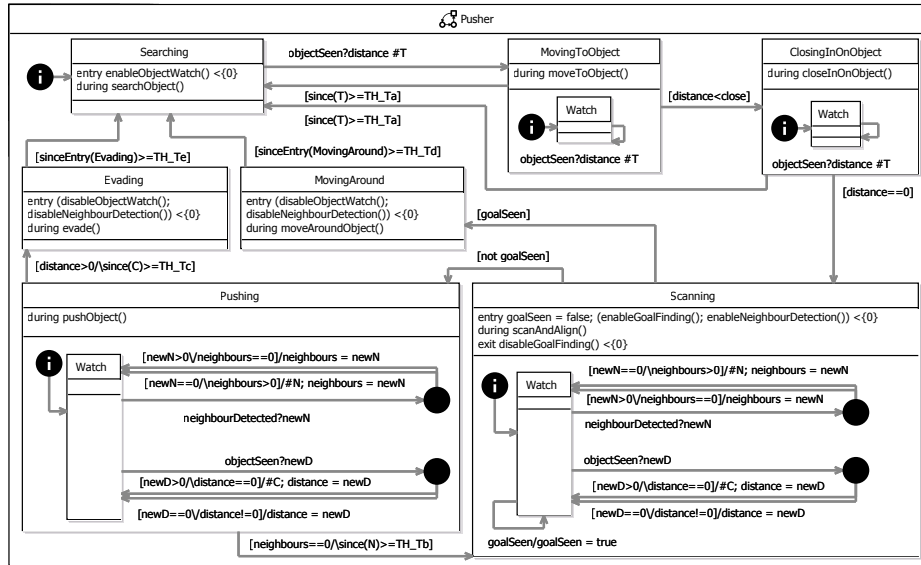 Pusher
Searching
entry enableObjectWatch() <{0}
during searchObject()
objectSeen?distance #T
[since(T)>=TH_Ta]
[since(T)>=TH_Ta]
MovingToObject
during moveToObject()
i
Watch
objectSeen?distance #T
[distance<close]
ClosingInOnObject
during closeInOnObject()
i
Watch
objectSeen?distance #T
i
[sinceEntry(Evading)>=TH_Te]
[sinceEntry(MovingAround)>=TH_Td]
Evading
entry (disableObjectWatch();
disableNeighbourDetection()) <{0}
during evade()
MovingAround
entry (disableObjectWatch();
disableNeighbourDetection()) <{0}
during moveAroundObject()
[goalSeen]
[distance==0]
[distance>0/\since(C)>=TH_Tc]
[not goalSeen]
Pushing
during pushObject()
i
Watch
[newN>0\/neighbours==0]/neighbours = newN
[newN==0/\neighbours>0]/#N; neighbours = newN
neighbourDetected?newN
objectSeen?newD
[newD>0/\distance==0]/#C; distance = newD
[newD==0\/distance!=0]/distance = newD
Scanning
entry goalSeen = false; (enableGoalFinding(); enableNeighbourDetection()) <{0}
during scanAndAlign()
exit disableGoalFinding() <{0}
i
Watch
[newN==0/\neighbours>0]/#N; neighbours = newN
[newN>0\/neighbours==0]/neighbours = newN
neighbourDetected?newN
objectSeen?newD
[newD>0/\distance==0]/#C; distance = newD
[newD==0\/distance!=0]/distance = newD
goalSeen/goalSeen = true
[neighbours==0/\since(N)>=TH_Tb]